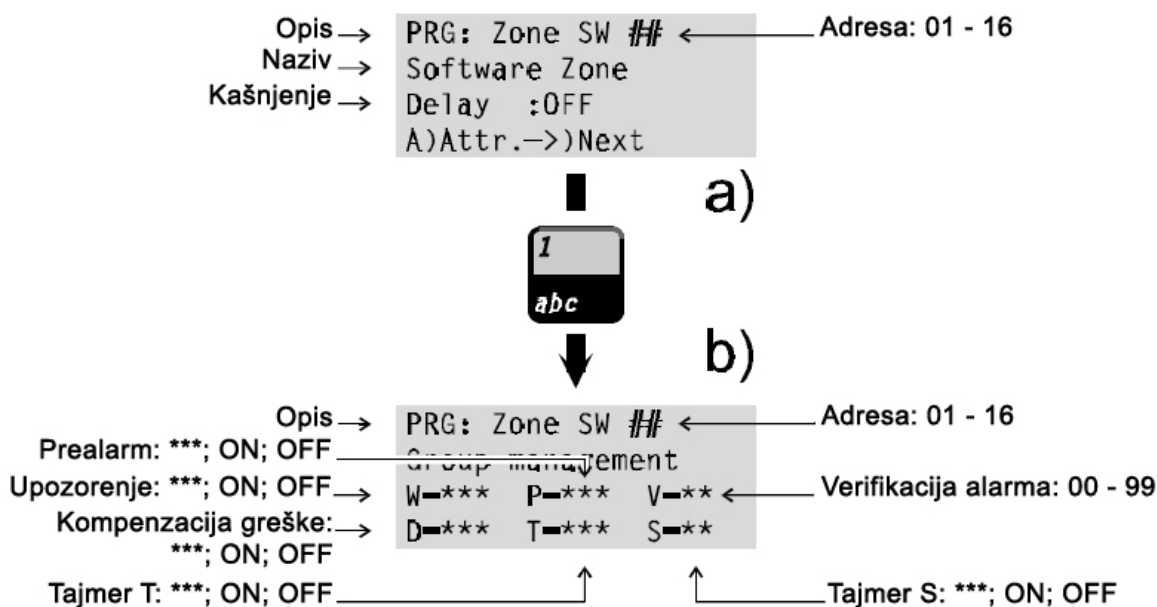 Opis
PRG: Zone SW ##
Adresa: 01 - 16
Naziv
Software Zone
Kašnjenje
Delay :OFF
A)Attr.—>)Next
a)
1
abc
b)
Opis
PRG: Zone SW ##
Adresa: 01 - 16
Prealarm: ***; ON; OFF
Group management
Upozorenje: ***; ON; OFF
W-*** P-*** V-**
Verifikacija alarma: 00 - 99
Kompenzacija greške:
***; ON; OFF
D-*** T-*** S-**
Tajmer T: ***; ON; OFF
Tajmer S: ***; ON; OFF